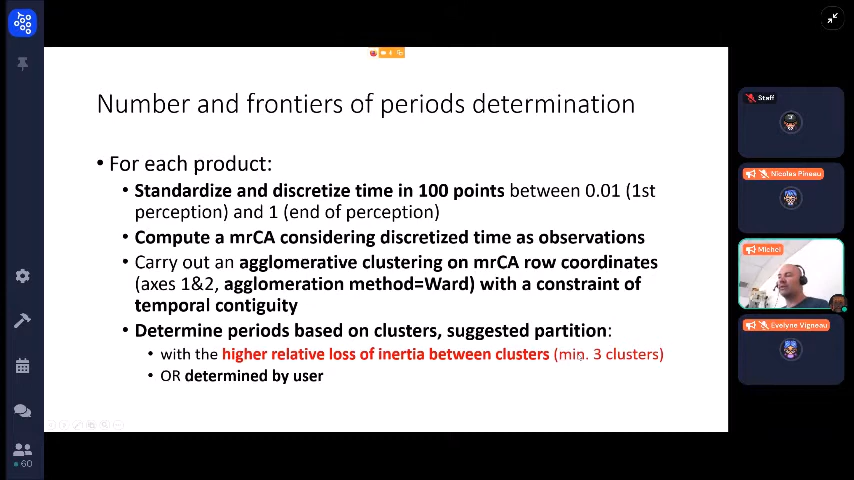 Number and frontiers of periods determination
• For each product:
• Standardize and discretize time in 100 points between 0.01 (1st
perception) and 1 (end of perception)
• Compute a mrCA considering discretized time as observations
• Carry out an agglomerative clustering on mrCA row coordinates
(axes 1&2, agglomeration method=Ward) with a constraint of
temporal contiguity
• Determine periods based on clusters, suggested partition:
• with the higher relative loss of inertia between clusters (min. 3 clusters)
• OR determined by user
Staff
Nicolas Pineau
Michel
Evelyne Vigneau
60